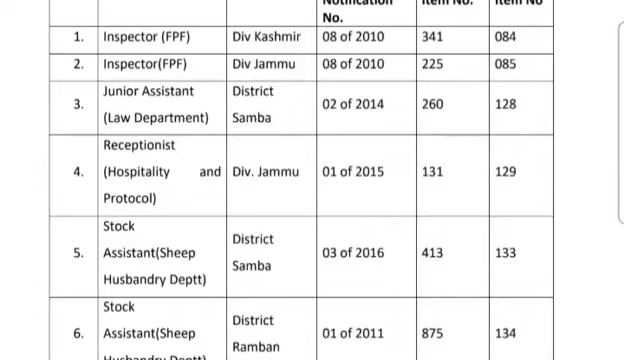 Notification Item No. Item No
No.
1. Inspector (FPF) Div Kashmir 08 of 2010 341 084
2. Inspector(FPF) Div Jammu 08 of 2010 225 085
Junior Assistant District
3. 02 of 2014 260 128
(Law Department) Samba
Receptionist
4. (Hospitality and Div. Jammu 01 of 2015 131 129
Protocol)
Stock
District
5. Assistant(Sheep 03 of 2016 413 133
Samba
Husbandry Deptt)
Stock
District
6. Assistant(Sheep 01 of 2011 875 134
Ramban
Husbandry Deptt)